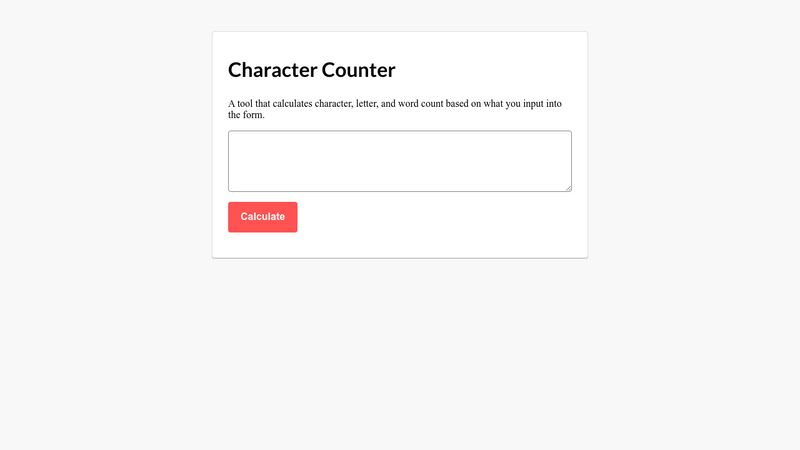 Character Counter
A tool that calculates character, letter, and word count based on what you input into
the form.
Calculate